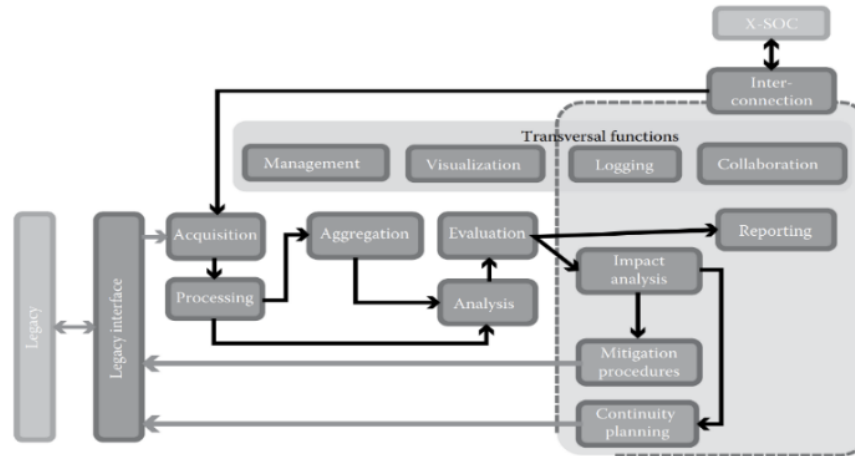 X-SOC
Inter-
connection
Transversal functions
Management
Visualization
Logging
Collaboration
Legacy
Legacy interface
Acquisition
Aggregation
Evaluation
Reporting
Processing
Analysis
Impact
analysis
Mitigation
procedures
Continuity
planning